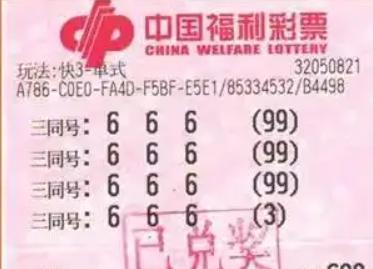 中国福利彩票
CHINA WELFARE LOTTERY
玩法:快3-单式 32050821
A786-C0E0-FA4D-F5BF-E5E1/85334532/B4498
三同号: 6 6 6 (99)
三同号: 6 6 6 (99)
三同号: 6 6 6 (99)
三同号: 6 6 6 (3)
已兑奖